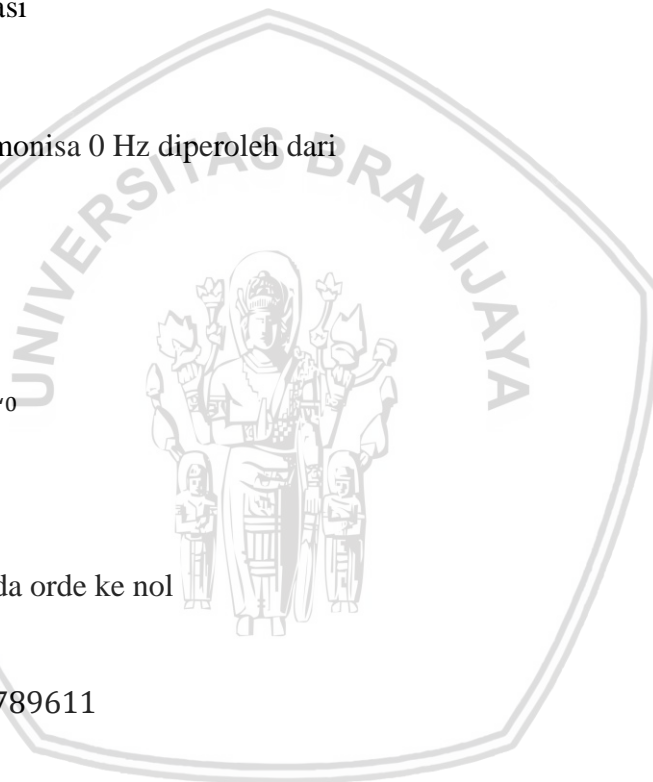 asi
monisa 0 Hz diperoleh dari
UNIVERSITAS BRAWIJAYA
da orde ke nol
789611